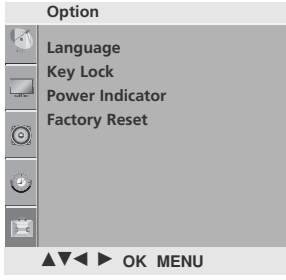 Option
Language
Key Lock
Power Indicator
Factory Reset
▲▼◀ ▶ OK MENU